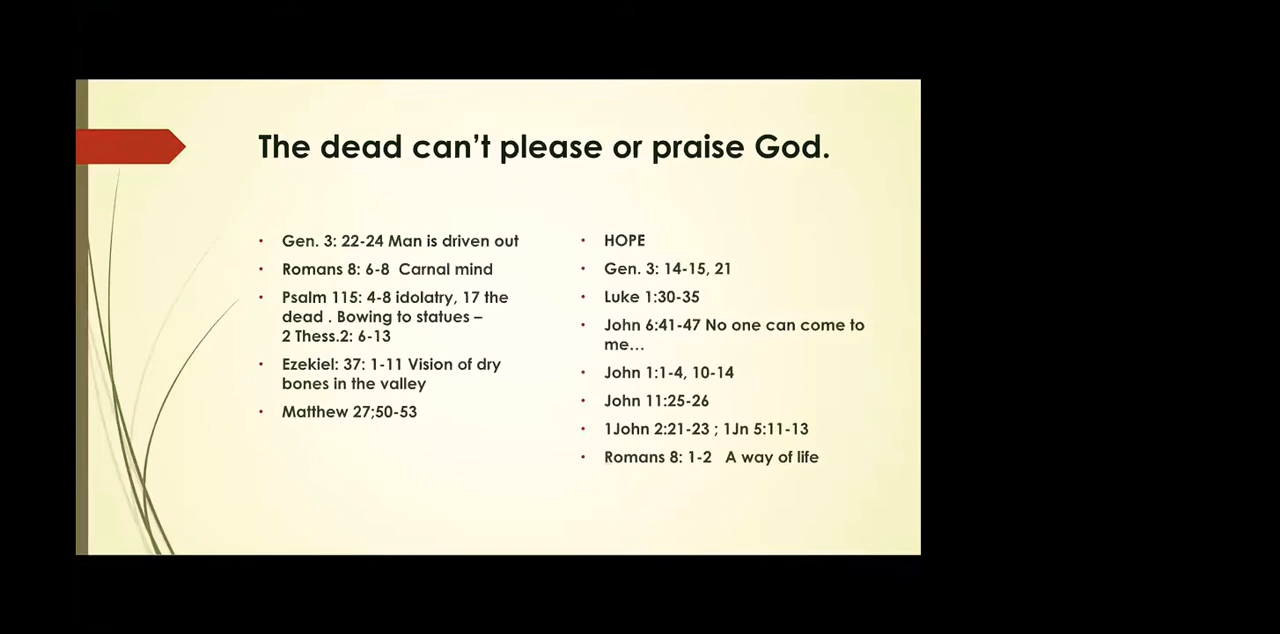 The dead can't please or praise God.
• Gen. 3: 22-24 Man is driven out
• Romans 8: 6-8  Carnal mind
• Psalm 115: 4-8 idolatry, 17 the
dead . Bowing to statues –
2 Thess.2: 6-13
• Ezekiel: 37: 1-11 Vision of dry
bones in the valley
• Matthew 27;50-53
• HOPE
• Gen. 3: 14-15, 21
• Luke 1:30-35
• John 6:41-47 No one can come to
me…
• John 1:1-4, 10-14
• John 11:25-26
• 1John 2:21-23 ; 1Jn 5:11-13
• Romans 8: 1-2   A way of life